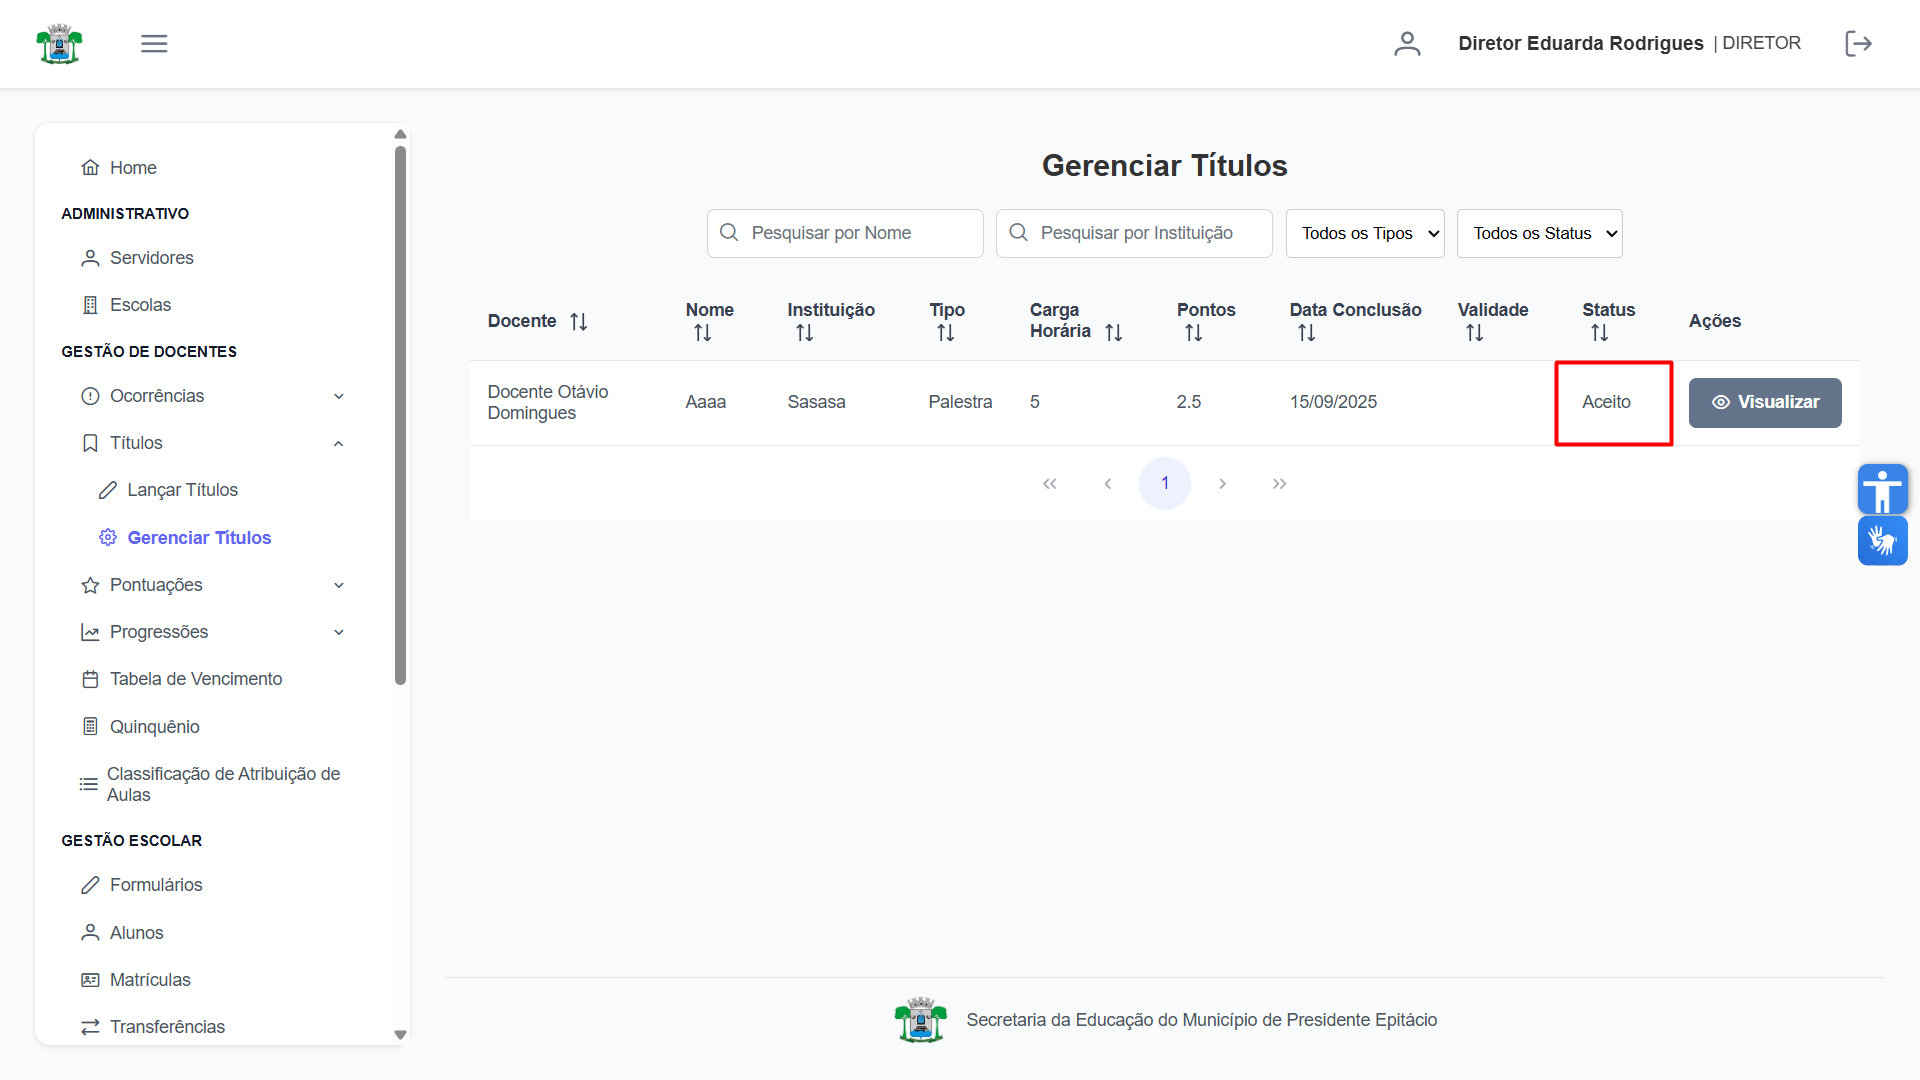 Diretor Eduarda Rodrigues | DIRETOR
Home
ADMINISTRATIVO
Servidores
Escolas
GESTÃO DE DOCENTES
Ocorrências
Títulos
Lançar Títulos
Gerenciar Títulos
Pontuações
Progressões
Tabela de Vencimento
Quinquênio
Classificação de Atribuição de
Aulas
GESTÃO ESCOLAR
Formulários
Alunos
Matrículas
Transferências
Gerenciar Títulos
Pesquisar por Nome
Pesquisar por Instituição
Todos os Tipos
Todos os Status
Docente
Nome
Instituição
Tipo
Carga
Horária
Pontos
Data Conclusão
Validade
Status
Ações
Docente Otávio
Domingues
Aaaa
Sasasa
Palestra
5
2.5
15/09/2025
Aceito
Visualizar
1
Secretaria da Educação do Município de Presidente Epitácio